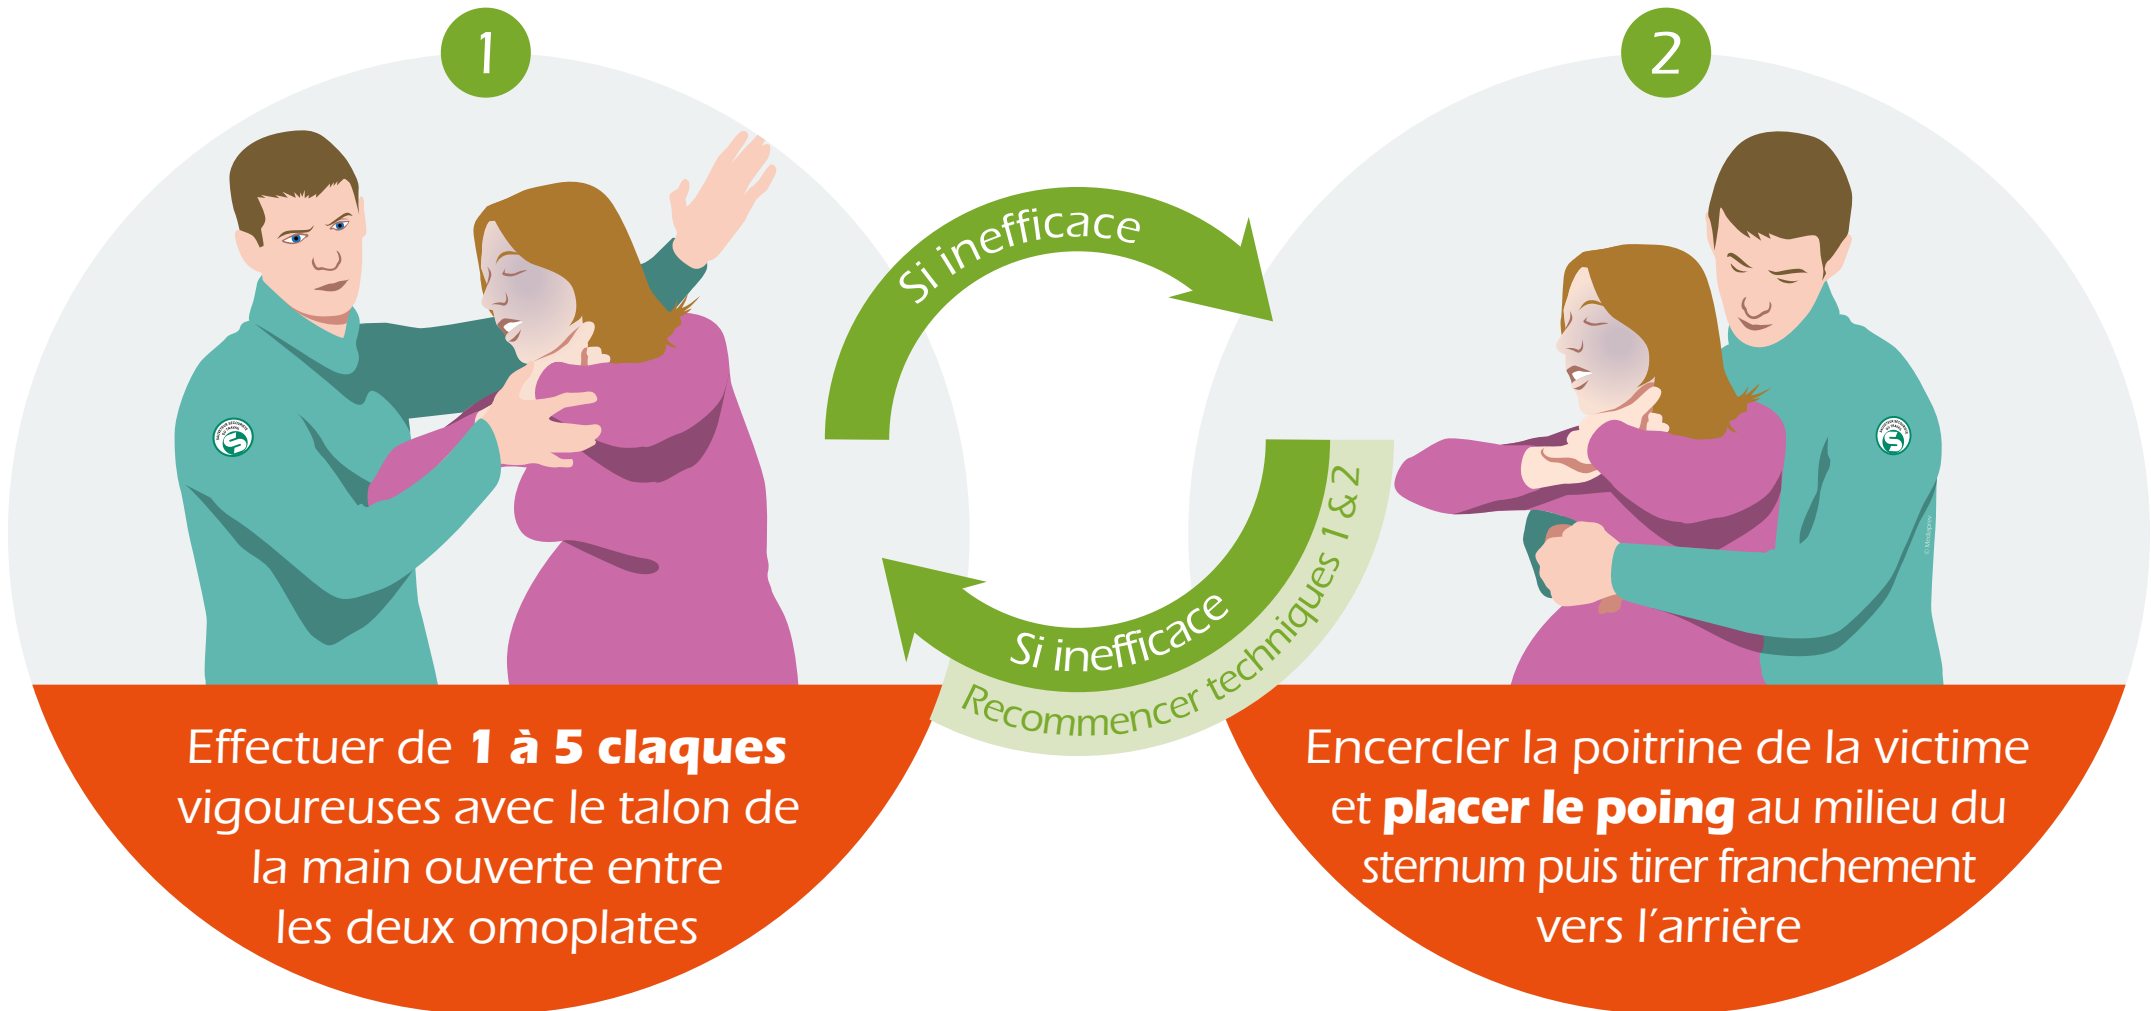 1
Effectuer de 1 à 5 claques
vigoureuses avec le talon de
la main ouverte entre
les deux omoplates
Si inefficace
2
Encercler la poitrine de la victime
et placer le poing au milieu du
sternum puis tirer franchement
vers l'arrière
Si inefficace
Recommencer techniques 1 & 2